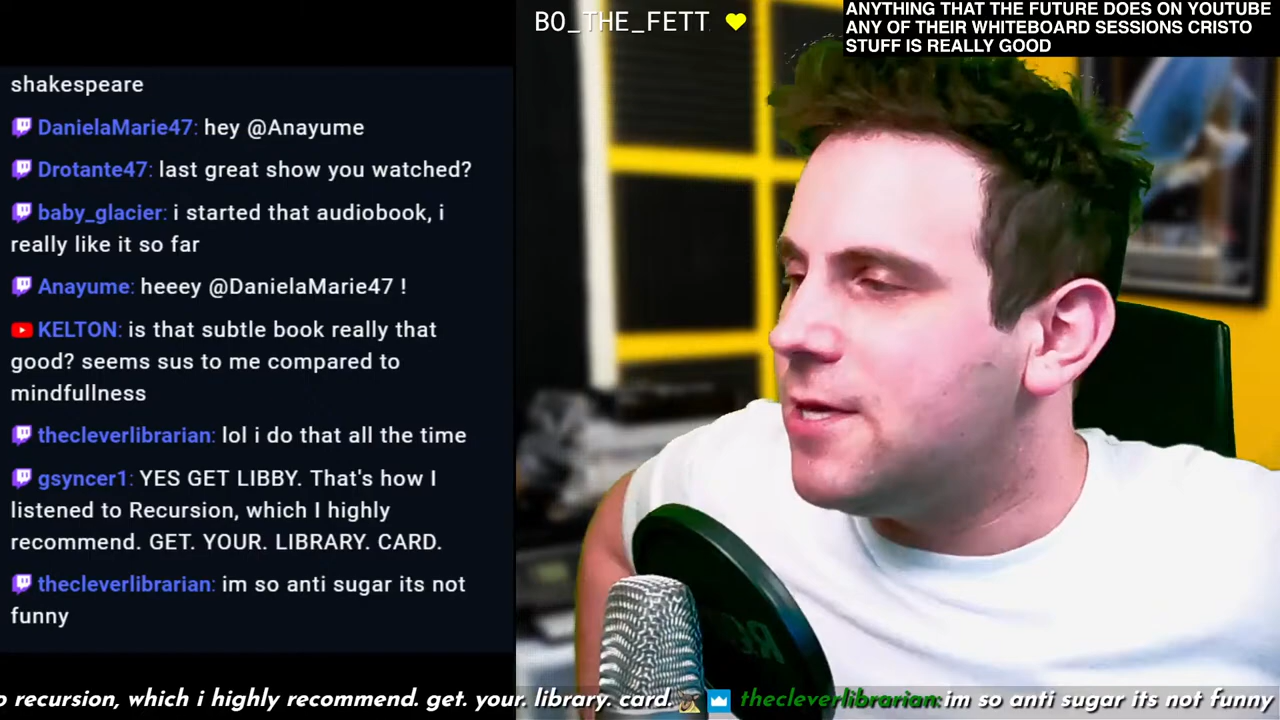 shakespeare
DanielaMarie47: hey @Anayume
Drotante47: last great show you watched?
baby_glacier: i started that audiobook, i
really like it so far
Anayume: heeey @DanielaMarie47 !
KELTON: is that subtle book really that
good? seems sus to me compared to
mindfullness
thecleverlibrarian: lol i do that all the time
gsyncer1: YES GET LIBBY. That's how I
listened to Recursion, which I highly
recommend. GET. YOUR. LIBRARY. CARD.
thecleverlibrarian: im so anti sugar its not
funny
BO_THE_FETT
ANYTHING THAT THE FUTURE DOES ON YOUTUBE
ANY OF THEIR WHITEBOARD SESSIONS CRISTO
STUFF IS REALLY GOOD
o recursion, which i highly recommend. get. your. library. card. thecleverlibrarian: im so anti sugar its not funny